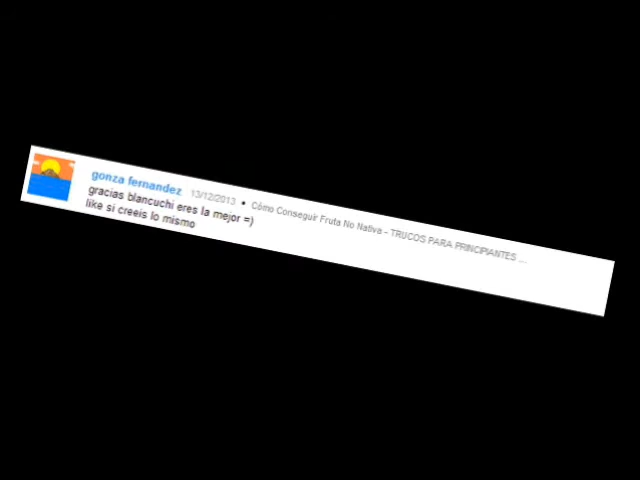 gonza fernandez 13/12/2013 • Cómo Conseguir Fruta No Nativa - TRUCOS PARA PRINCIPIANTES ...
gracias blancuchi eres la mejor =)
like si creeis lo mismo